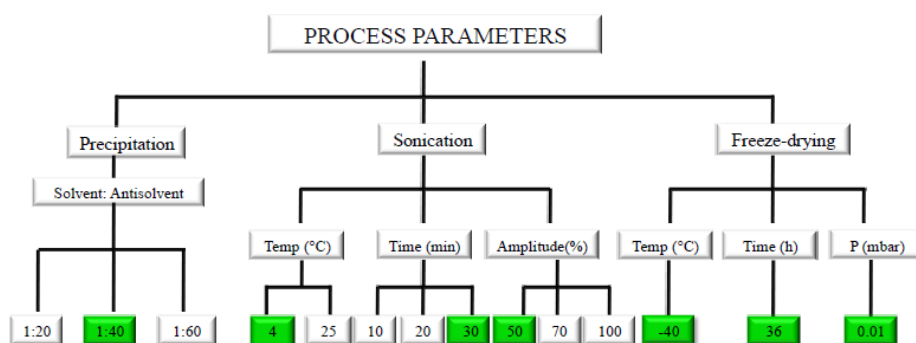 PROCESS PARAMETERS
Precipitation
Sonication
Freeze-drying
Solvent: Antisolvent
Temp (°C)
Time (min)
Amplitude(%)
Temp (°C)
Time (h)
P (mbar)
1:20
1:40
1:60
4
25
10
20
30
50
70
100
-40
36
0.01